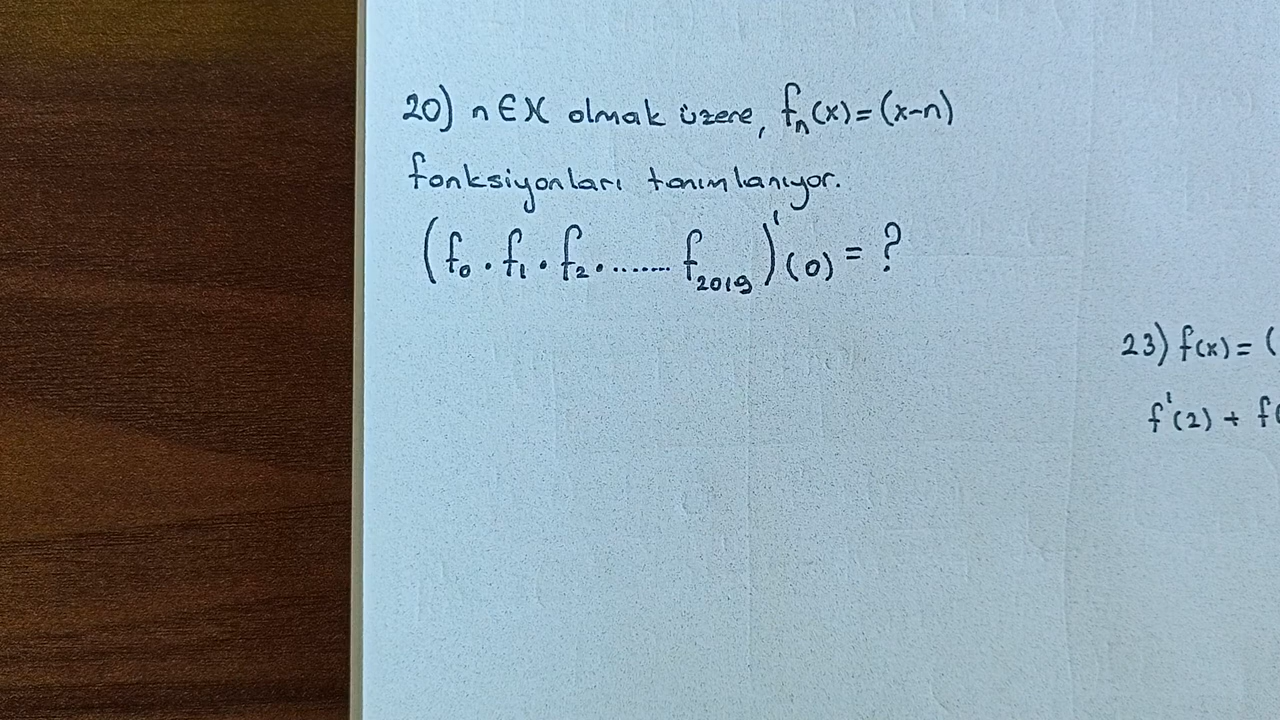 20) n ∈ N olmak üzere, fₙ(x) = (x-n)
fonksiyonları tanımlanıyor.
(f₀ . f₁ . f₂ ........ f₂₀₁₉)'(0) = ?
23) f(x) = (
f'(2) + f(